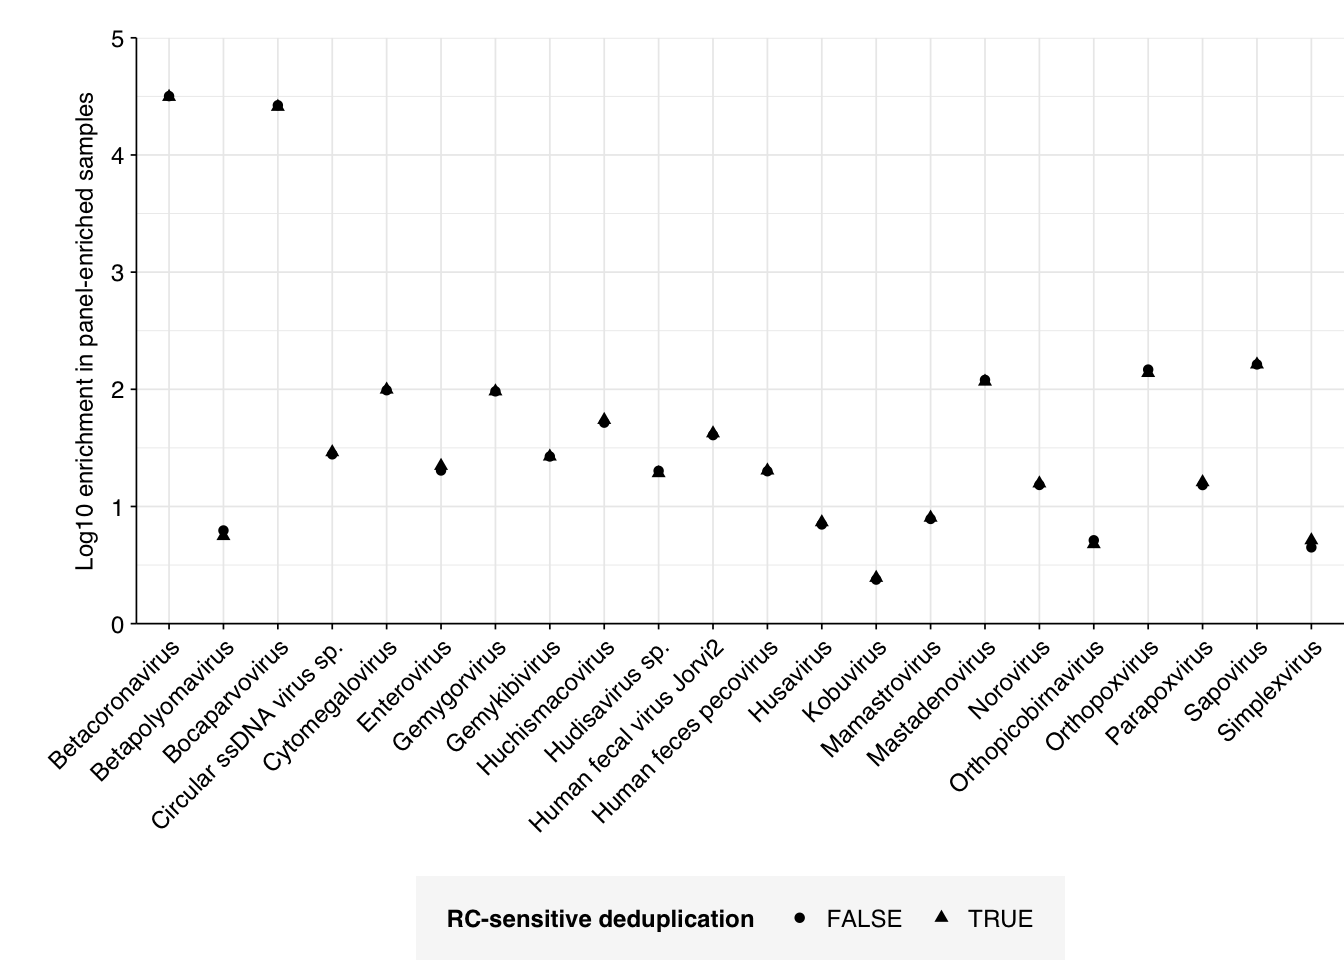 Log10 enrichment in panel-enriched samples
5
4
3
2
1
0
Betacoronavirus
Betapolyomavirus
Bocaparvovirus
Circular ssDNA virus sp.
Cytomegalovirus
Enterovirus
Gemygorvirus
Gemykibivirus
Huchismacovirus
Hudisavirus sp.
Human fecal virus Jorvi2
Human feces pecovirus
Husavirus
Kobuvirus
Mamastrovirus
Mastadenovirus
Norovirus
Orthopicobirnavirus
Orthopoxvirus
Parapoxvirus
Sapovirus
Simplexvirus
RC-sensitive deduplication FALSE TRUE